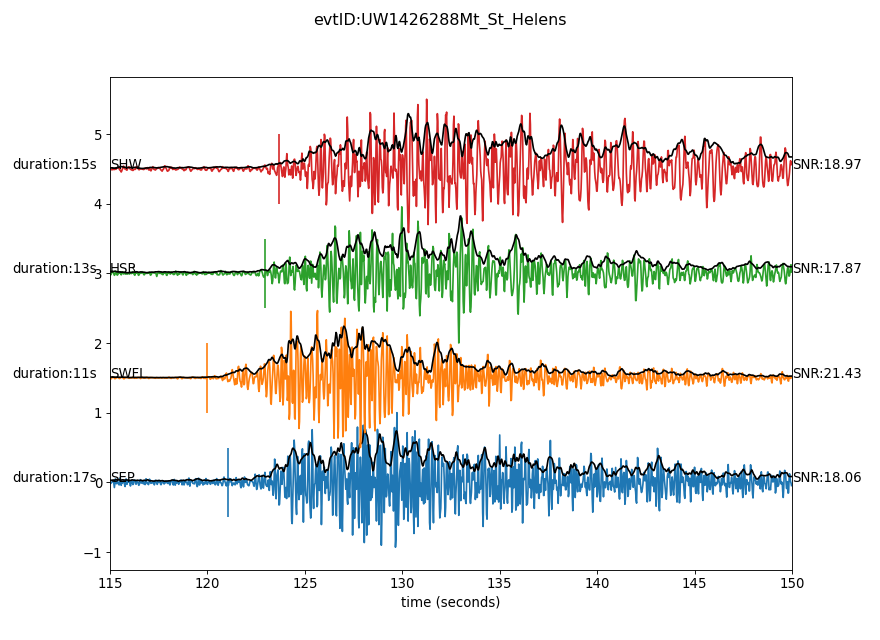 evtID:UW1426288Mt_St_Helens
5
duration:15s SHW SNR:18.97
4
duration:13s HSR SNR:17.87
3
2
duration:11s SWFL SNR:21.43
1
duration:17s SEP SNR:18.06
0
−1
115 120 125 130 135 140 145 150
time (seconds)